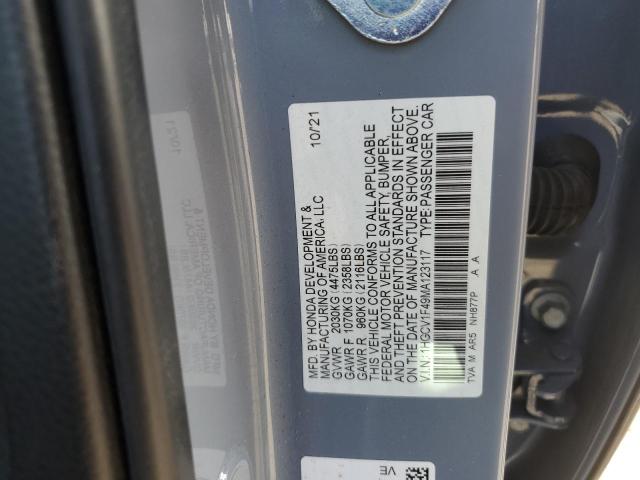 MFD. BY HONDA DEVELOPMENT & 10/21
MANUFACTURING OF AMERICA, LLC
GVWR 2030KG (4475LBS)
GAWR F 1070KG (2358LBS)
GAWR R 960KG (2116LBS)
THIS VEHICLE CONFORMS TO ALL APPLICABLE
FEDERAL MOTOR VEHICLE SAFETY, BUMPER,
AND THEFT PREVENTION STANDARDS IN EFFECT
ON THE DATE OF MANUFACTURE SHOWN ABOVE.
V.I.N.: 1HGCV1F49MA123117 TYPE: PASSENGER CAR
TVA M AR5 NH877P A A
VE